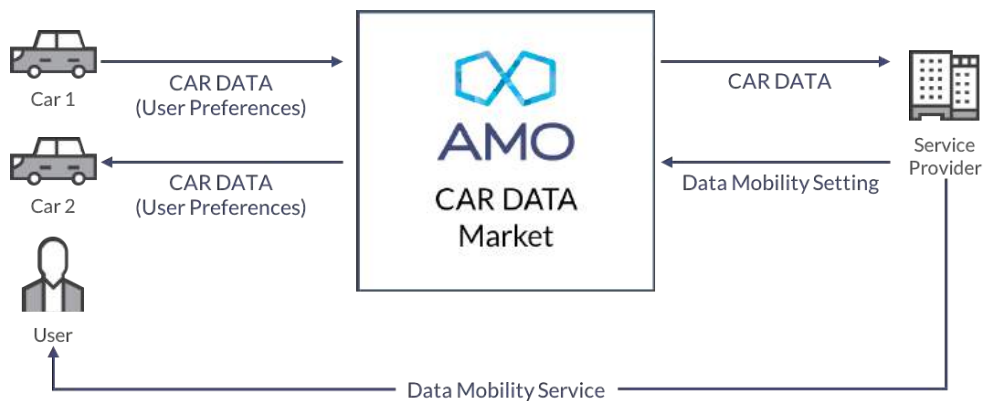 CAR DATA
(User Preferences)
Car 1
CAR DATA
Service
Provider
AMO
CAR DATA
Market
CAR DATA
(User Preferences)
Car 2
Data Mobility Setting
User
Data Mobility Service